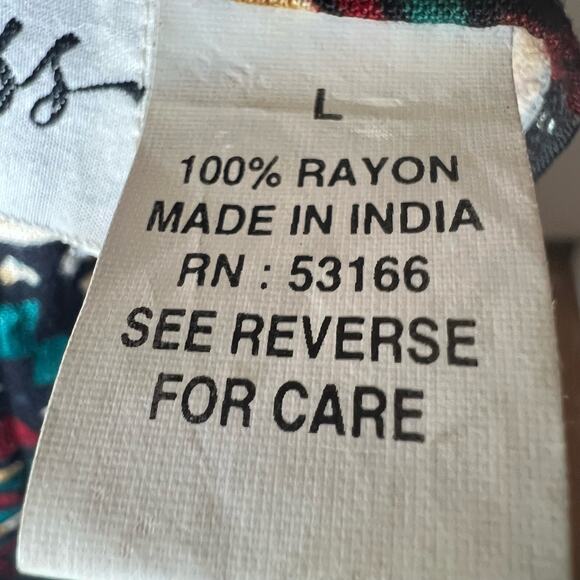 L
100% RAYON
MADE IN INDIA
RN : 53166
SEE REVERSE
FOR CARE